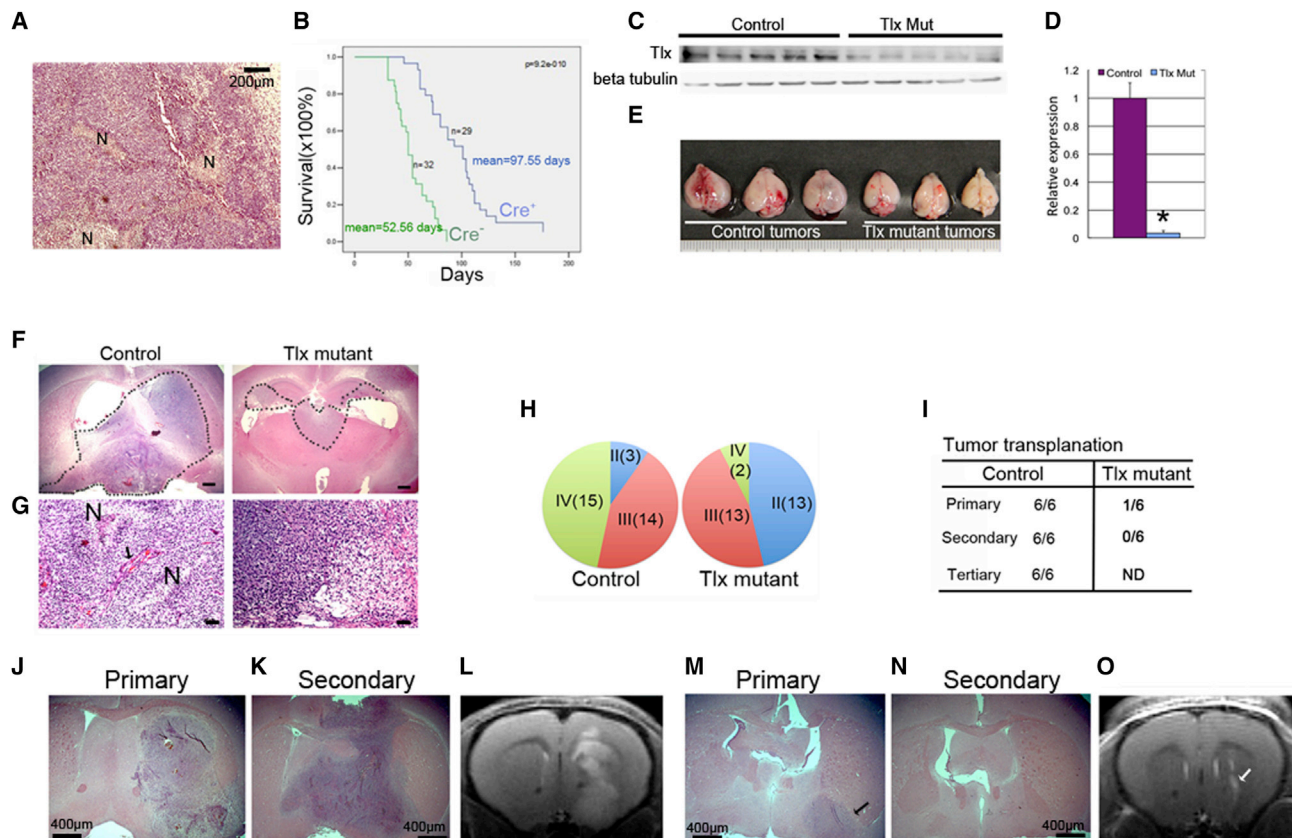 A
200µm
N
N
N
B
p=9.2e-010
1.0
0.8
0.6
0.4
0.2
0.0
Survival(x100%)
n=29
mean=97.55 days
n=32
mean=52.56 days
Cre+
Cre-
0
50
100
150
200
Days
C
Control
Tlx Mut
Tlx
beta tubulin
D
Control
Tlx Mut
1.2
1
0.8
0.6
0.4
0.2
0
Relative expression
*
E
Control tumors
Tlx mutant tumors
F
Control
Tlx mutant
G
N
N
H
II(3)
IV(15)
III(14)
Control
IV
(2)
III(13)
II(13)
Tlx mutant
I
Tumor transplanation
Control Tlx mutant
Primary 6/6 1/6
Secondary 6/6 0/6
Tertiary 6/6 ND
J
Primary
400µm
K
Secondary
400µm
L
M
Primary
400µm
N
Secondary
400µm
O